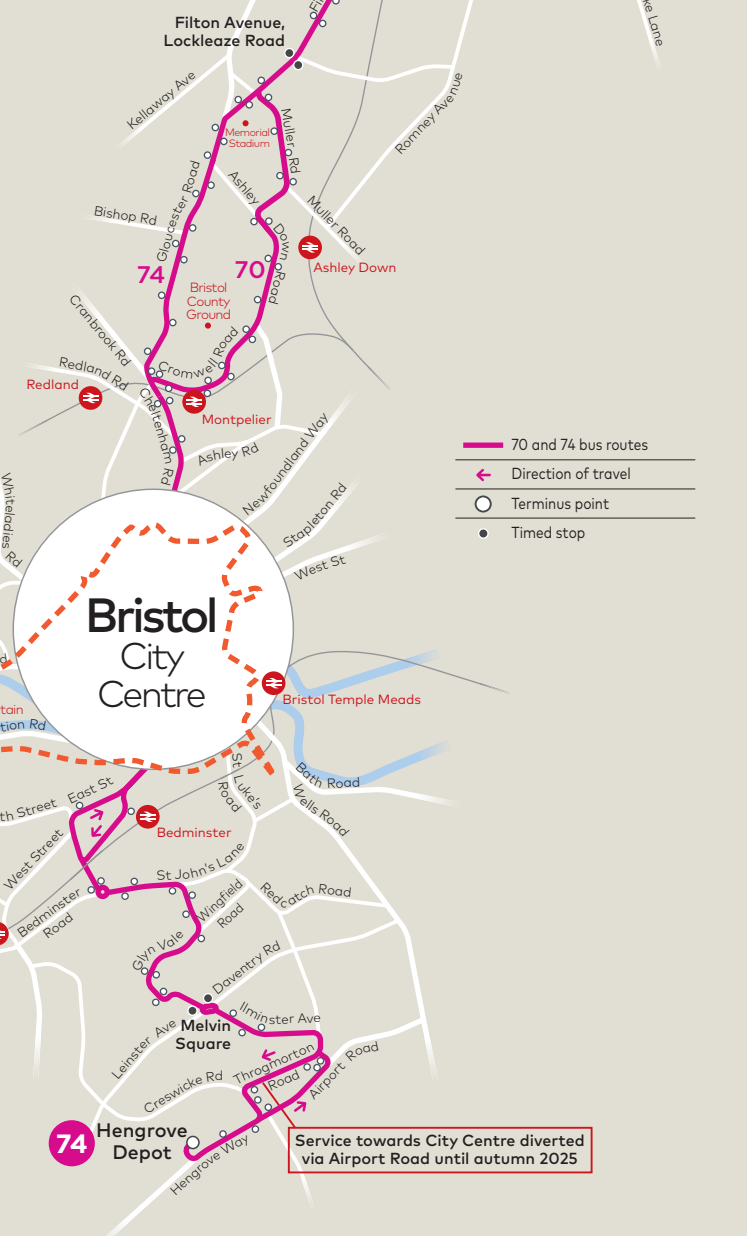 Filton Avenue,
Lockleaze Road
Kellaway Ave
Romney Avenue
Memorial
Stadium
Muller Rd
Gloucester Road
Ashley
Down
Road
Muller Road
Bishop Rd
74
70
Ashley Down
Bristol
County
Ground
Cranbrook Rd
Cromwell Road
Redland Rd
Redland
Montpelier
Cheltenham Rd
Ashley Rd
Newfoundland Way
Stapleton Rd
West St
Whiteladies Rd
70 and 74 bus routes
Direction of travel
Terminus point
Timed stop
Bristol
City
Centre
Bristol Temple Meads
tain
tion Rd
Bath Road
Wells Road
St Luke's
Road
East St
th Street
West Street
Bedminster
St John's Lane
Bedminster
Road
Wingfield
Road
Redcatch Road
Glyn Vale
Daventry Rd
Ilminster Ave
Melvin
Square
Leinster Ave
Throgmorton
Road
Airport Road
Creswicke Rd
74
Hengrove
Depot
Hengrove Way
Service towards City Centre diverted
via Airport Road until autumn 2025